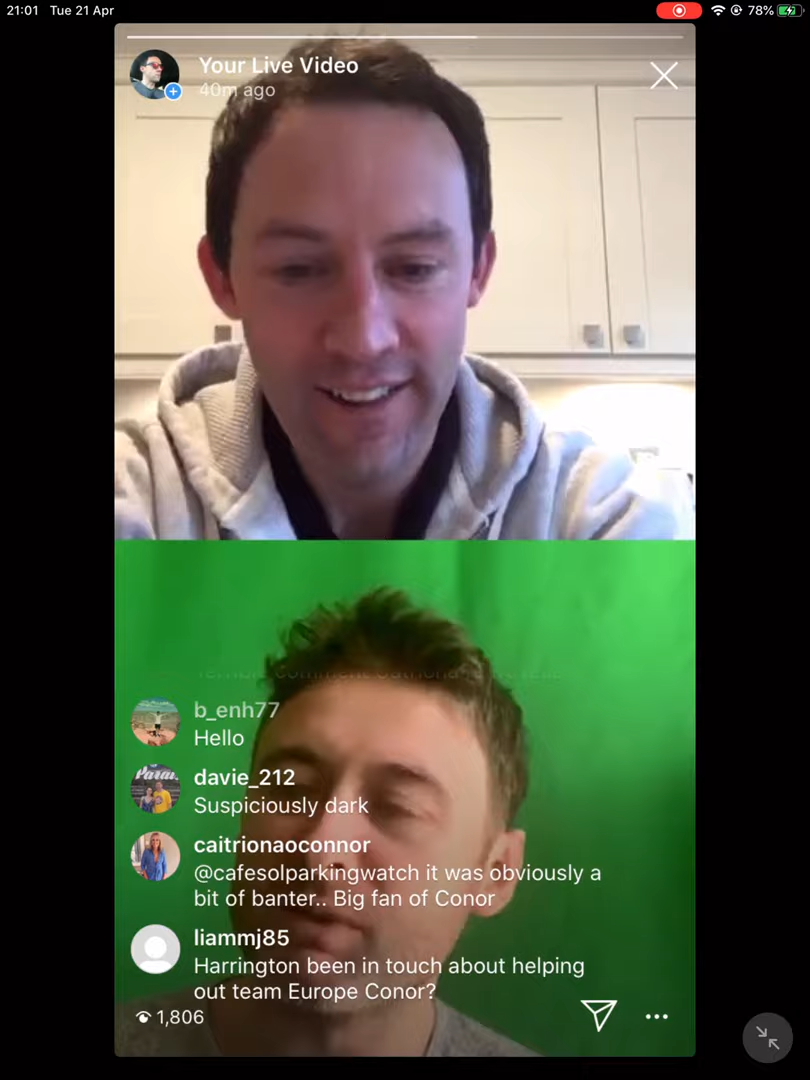 21:01 Tue 21 Apr
78%
Your Live Video
40m ago
b_enh77
Hello
davie_212
Suspiciously dark
caitrionaoconnor
@cafesolparkingwatch it was obviously a
bit of banter.. Big fan of Conor
liammj85
Harrington been in touch about helping
out team Europe Conor?
1,806